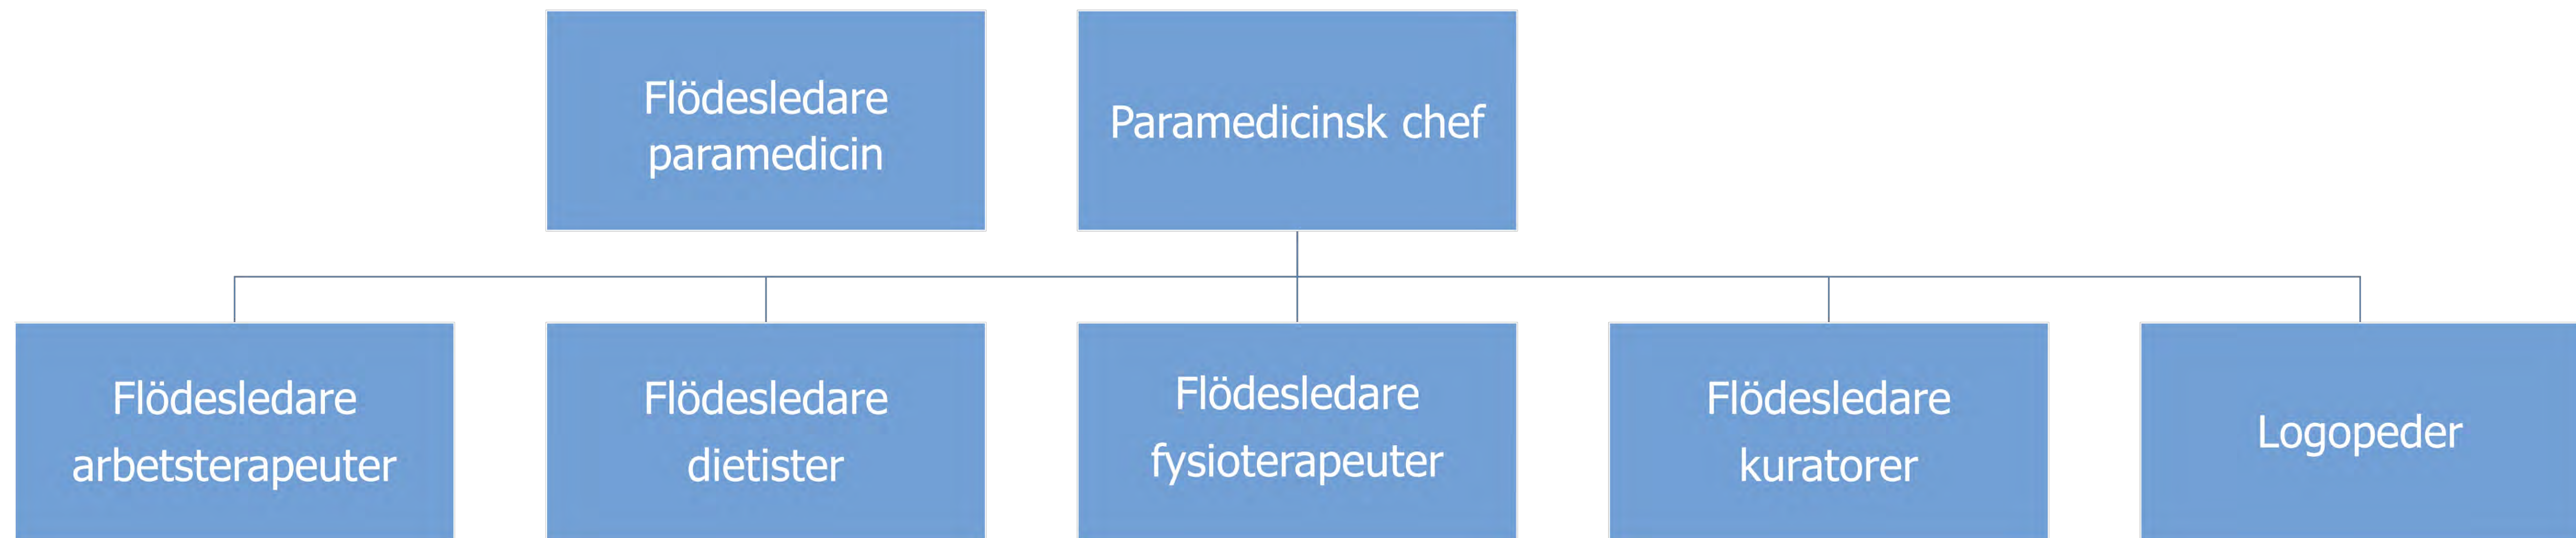 Flödesledare
paramedicin
Paramedicinsk chef
Flödesledare
arbetsterapeuter
Flödesledare
dietister
Flödesledare
fysioterapeuter
Flödesledare
kuratorer
Logopeder